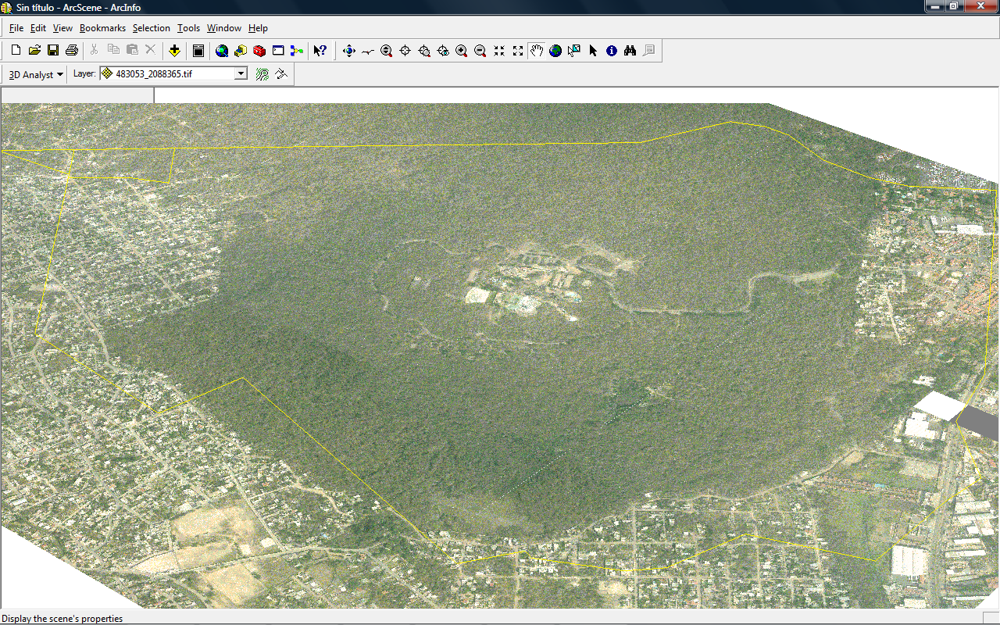 Sin título - ArcScene - ArcInfo
File Edit View Bookmarks Selection Tools Window Help
3D Analyst Layer: 483053_2088365.tif
Display the scene's properties